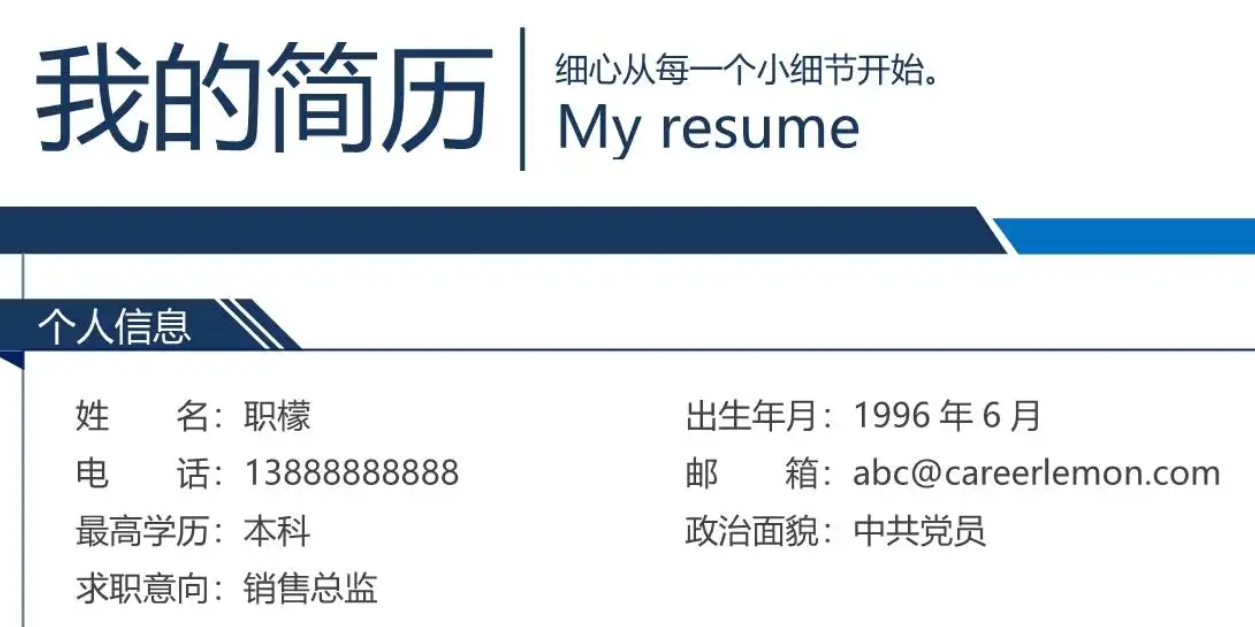 我的简历
细心从每一个小细节开始。
My resume
个人信息
姓 名：职檬
出生年月：1996 年 6 月
电 话：13888888888
邮 箱：abc@careerlemon.com
最高学历：本科
政治面貌：中共党员
求职意向：销售总监